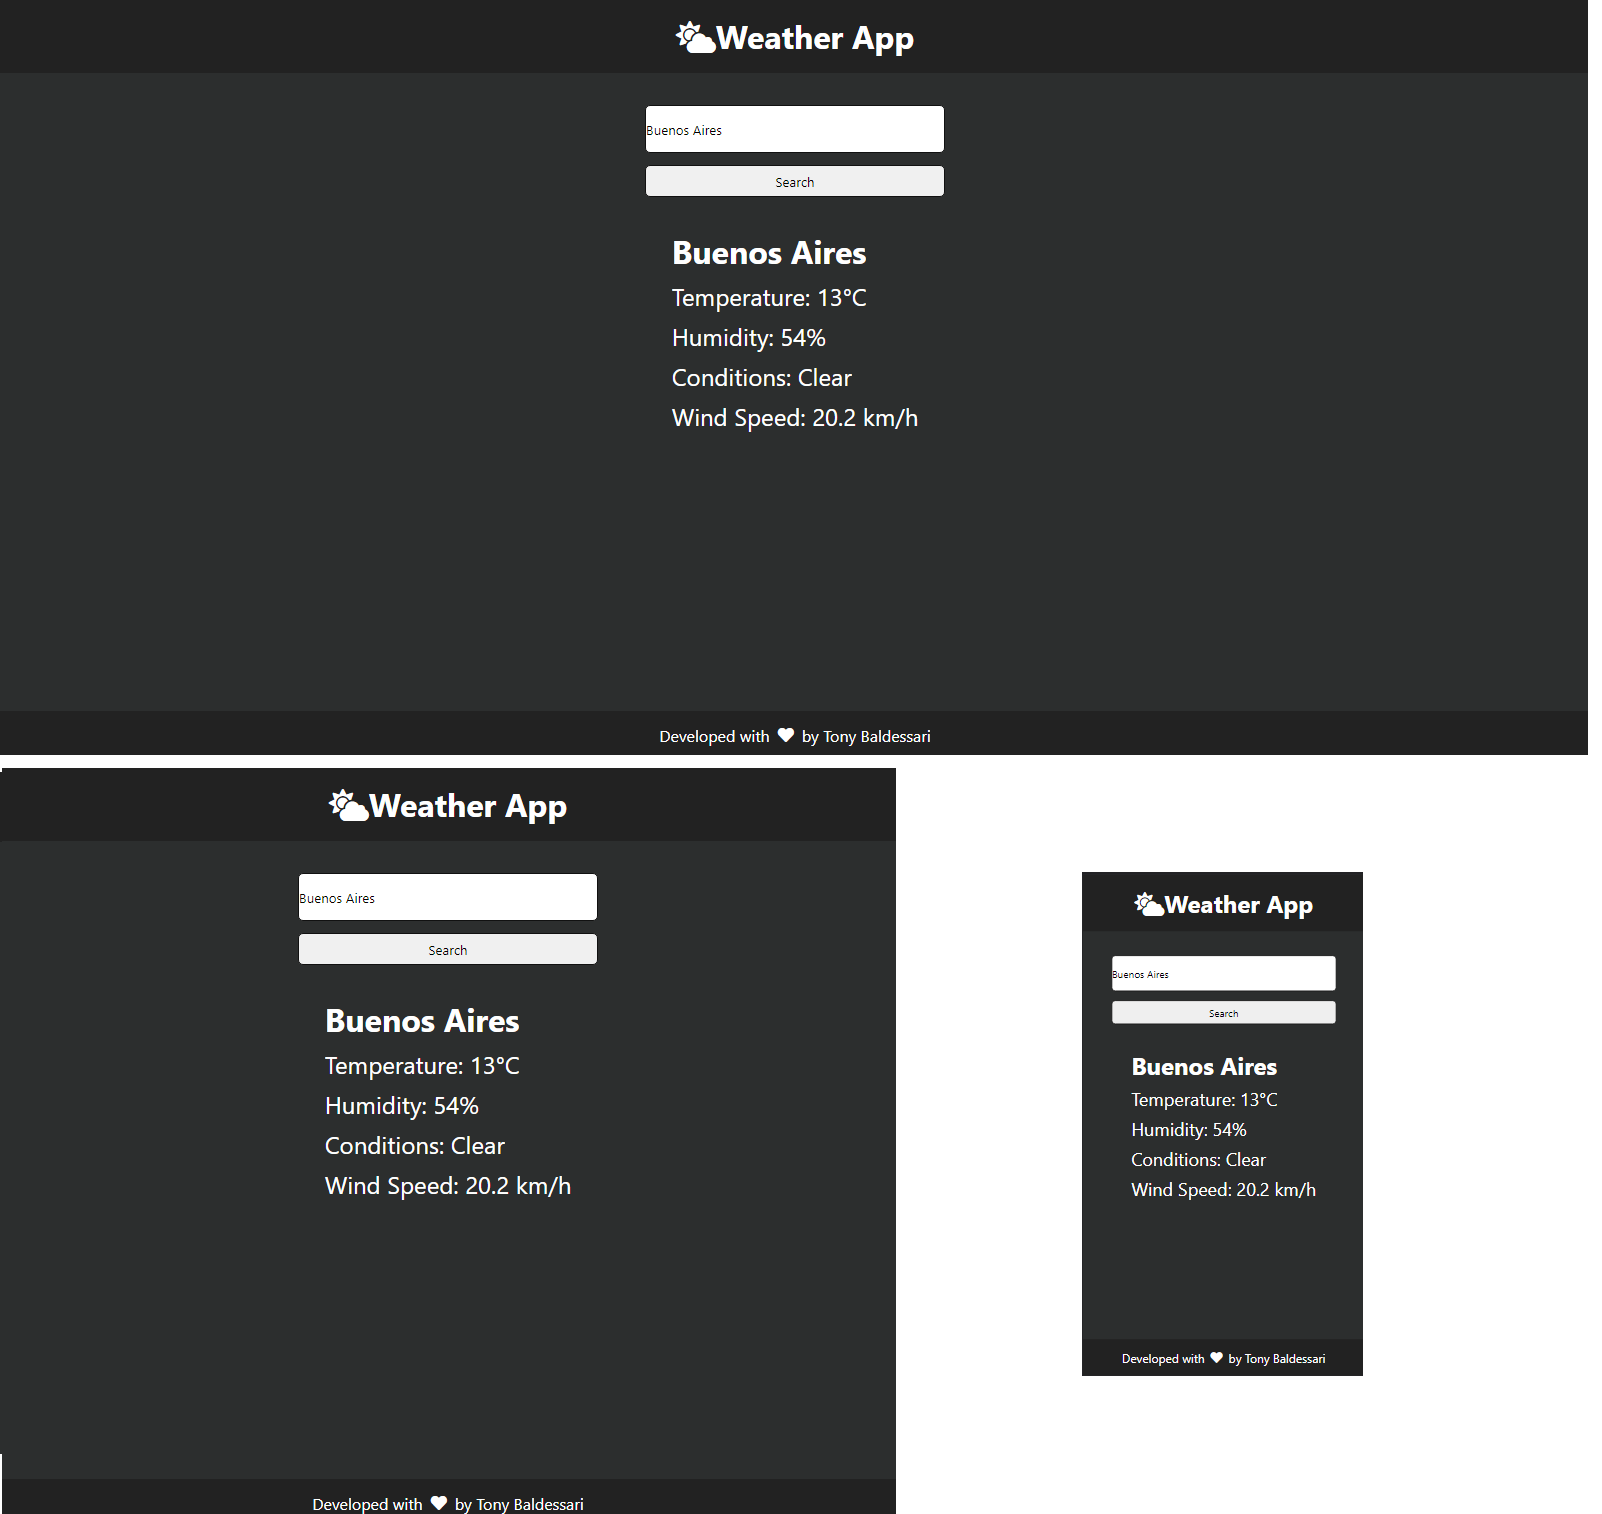 Weather App
Buenos Aires
Search
Buenos Aires
Temperature: 13°C
Humidity: 54%
Conditions: Clear
Wind Speed: 20.2 km/h
Developed with ♥ by Tony Baldessari
Weather App
Buenos Aires
Search
Buenos Aires
Temperature: 13°C
Humidity: 54%
Conditions: Clear
Wind Speed: 20.2 km/h
Developed with ♥ by Tony Baldessari
Weather App
Buenos Aires
Search
Buenos Aires
Temperature: 13°C
Humidity: 54%
Conditions: Clear
Wind Speed: 20.2 km/h
Developed with ♥ by Tony Baldessari